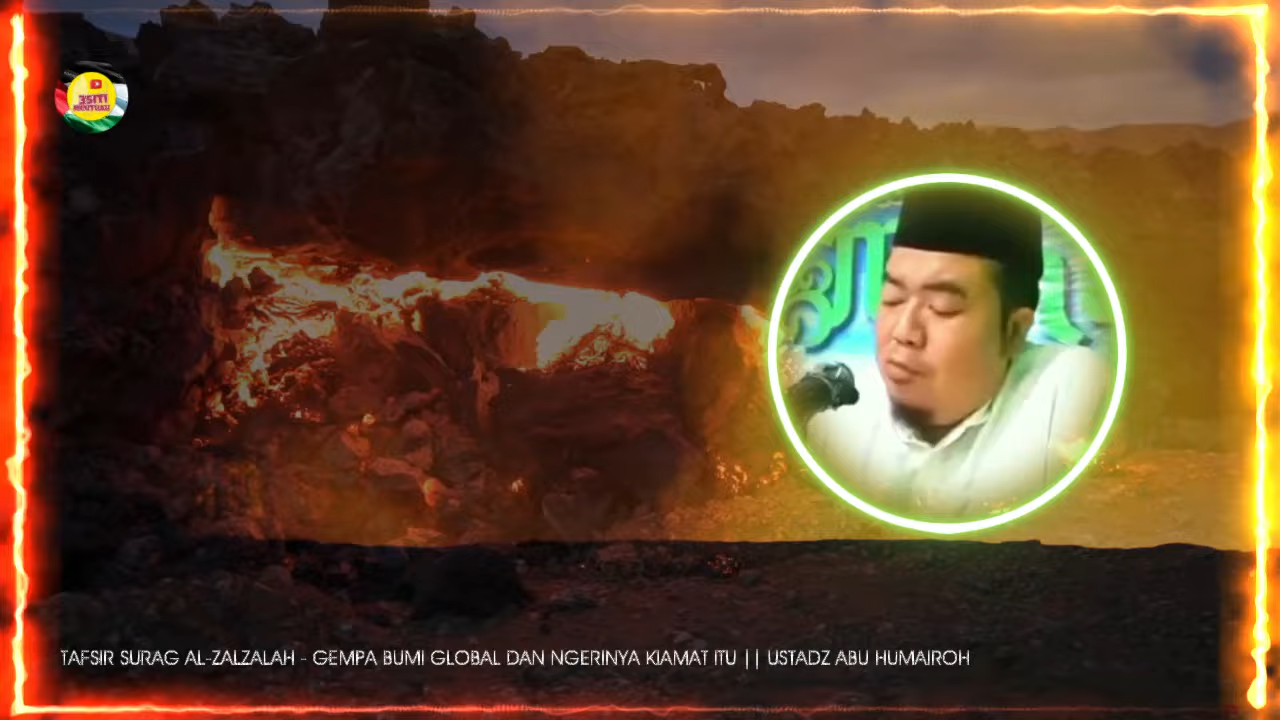 TAFSIR SURAG AL-ZALZALAH - GEMPA BUMI GLOBAL DAN NGERINYA KIAMAT ITU || USTADZ ABU HUMAIROH